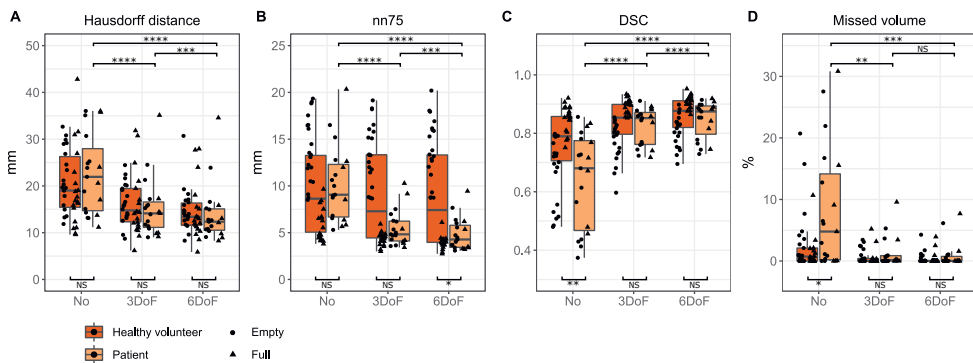 A Hausdorff distance
mm
50
40
30
20
10
0
****
***
****
NS NS NS
No 3DoF 6DoF
B nn75
mm
25
20
15
10
5
0
****
***
****
NS NS *
No 3DoF 6DoF
C DSC
1.0
0.8
0.6
0.4
****
****
****
** NS NS
No 3DoF 6DoF
D Missed volume
%
30
20
10
0
***
NS
**
* NS NS
No 3DoF 6DoF
Healthy volunteer
Patient
Empty
Full